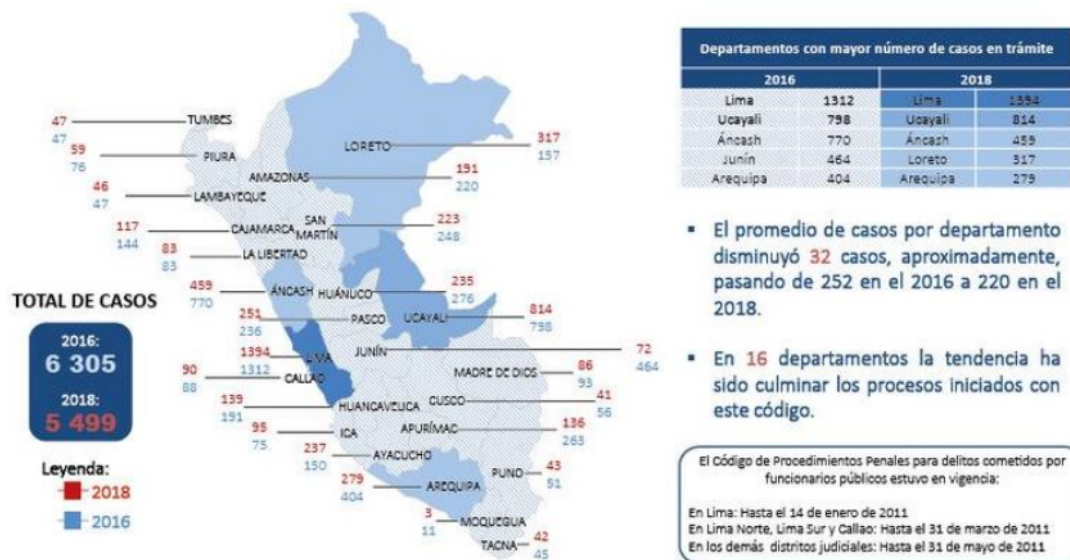 TUMBES
47
47
PIURA
59
76
LORETO
317
157
AMAZONAS
191
220
LAMBAYEQUE
46
47
SAN
MARTÍN
223
248
CAJAMARCA
117
144
LA LIBERTAD
83
83
ÁNCASH
459
770
HUÁNUCO
235
276
PASCO
251
236
UCAYALI
814
798
LIMA
1394
1312
JUNÍN
72
464
CALLAO
90
88
MADRE DE DIOS
86
93
HUANCAVELICA
139
191
CUSCO
41
56
ICA
95
75
APURÍMAC
136
263
AYACUCHO
237
150
PUNO
43
51
AREQUIPA
279
404
MOQUEGUA
3
11
TACNA
42
45
TOTAL DE CASOS
2016:
6 305
2018:
5 499
Leyenda:
2018
2016
Departamentos con mayor número de casos en trámite
2016 2018
Lima 1312 Lima 1394
Ucayali 798 Ucayali 814
Áncash 770 Áncash 459
Junín 464 Loreto 317
Arequipa 404 Arequipa 279
▪ El promedio de casos por departamento
disminuyó 32 casos, aproximadamente,
pasando de 252 en el 2016 a 220 en el
2018.
▪ En 16 departamentos la tendencia ha
sido culminar los procesos iniciados con
este código.
El Código de Procedimientos Penales para delitos cometidos por
funcionarios públicos estuvo en vigencia:
En Lima: Hasta el 14 de enero de 2011
En Lima Norte, Lima Sur y Callao: Hasta el 31 de marzo de 2011
En los demás distritos judiciales: Hasta el 31 de mayo de 2011